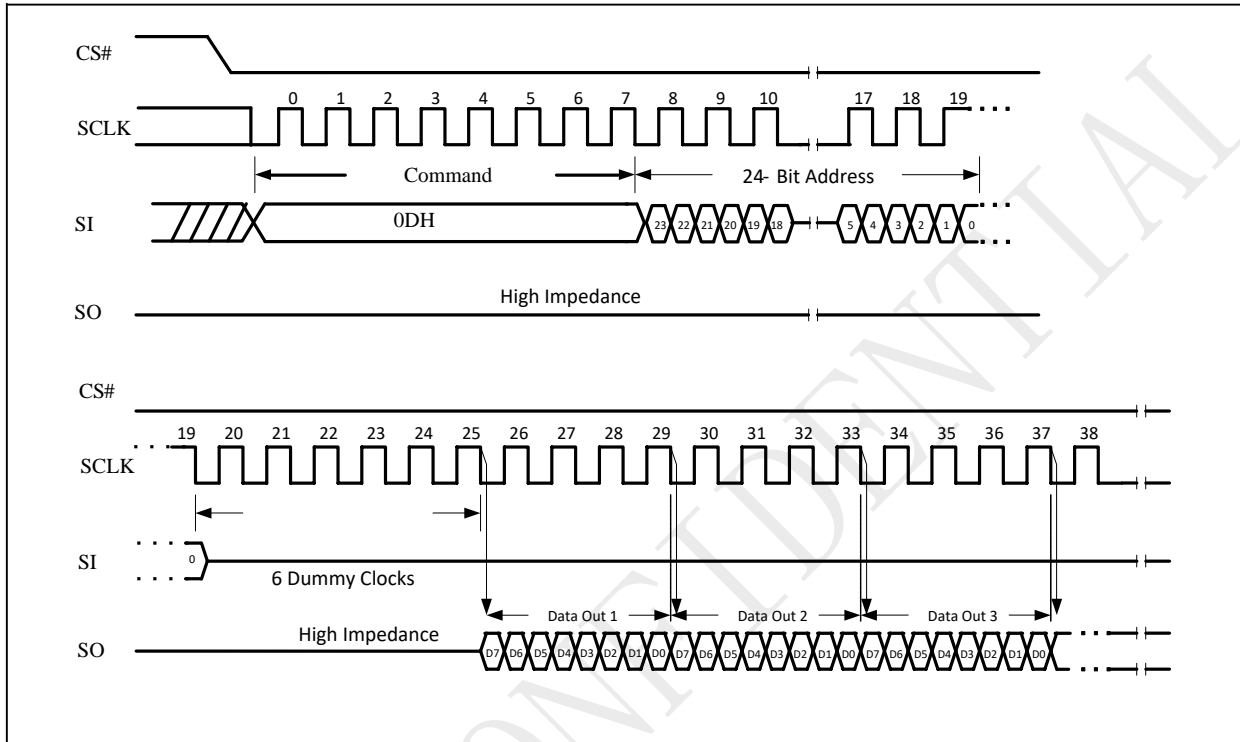 CS#
0 1 2 3 4 5 6 7 8 9 10 17 18 19
SCLK
Command 24- Bit Address
SI 0DH 23 22 21 20 19 18 5 4 3 2 1 0
High Impedance
SO
CS#
19 20 21 22 23 24 25 26 27 28 29 30 31 32 33 34 35 36 37 38
SCLK
SI 0
6 Dummy Clocks
Data Out 1 Data Out 2 Data Out 3
High Impedance
SO D7 D6 D5 D4 D3 D2 D1 D0 D7 D6 D5 D4 D3 D2 D1 D0 D7 D6 D5 D4 D3 D2 D1 D0
ONFIDENTIAL